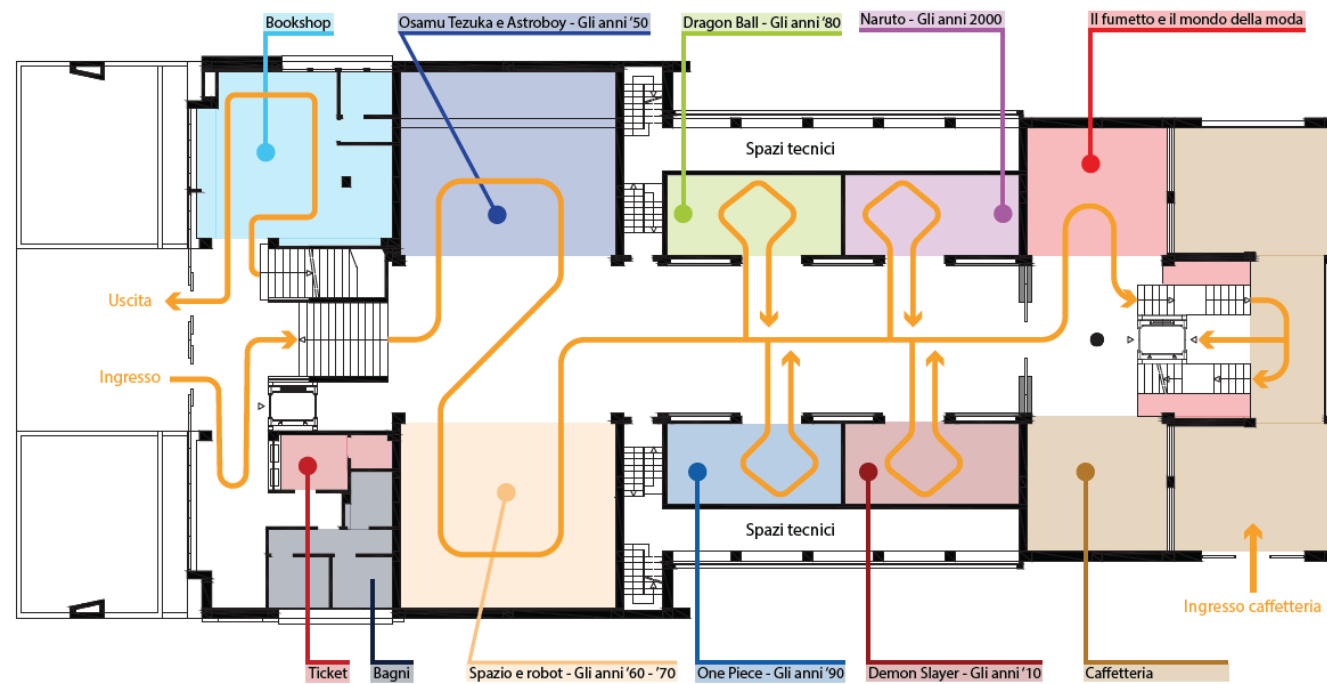 Bookshop
Osamu Tezuka e Astroboy - Gli anni ‘50
Dragon Ball - Gli anni ‘80
Naruto - Gli anni 2000
Il fumetto e il mondo della moda
Spazi tecnici
Uscita
Ingresso
Spazi tecnici
Ingresso caffetteria
Ticket
Bagni
Spazio e robot - Gli anni ‘60 - ‘70
One Piece - Gli anni ‘90
Demon Slayer - Gli anni ‘10
Caffetteria